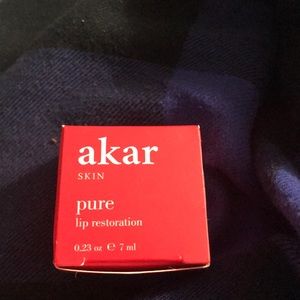 akar
SKIN
pure
lip restoration
0.23 oz ℮ 7 ml